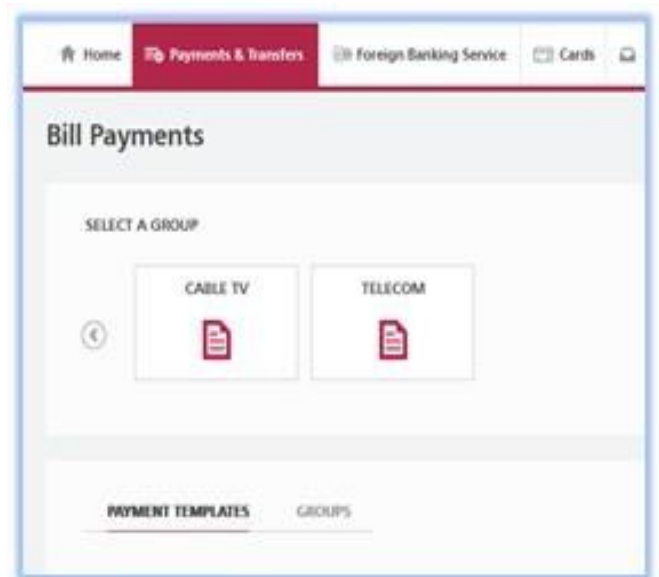 Home Payments & Transfers Foreign Banking Service Cards
Bill Payments
SELECT A GROUP
CABLE TV TELECOM
PAYMENT TEMPLATES GROUPS